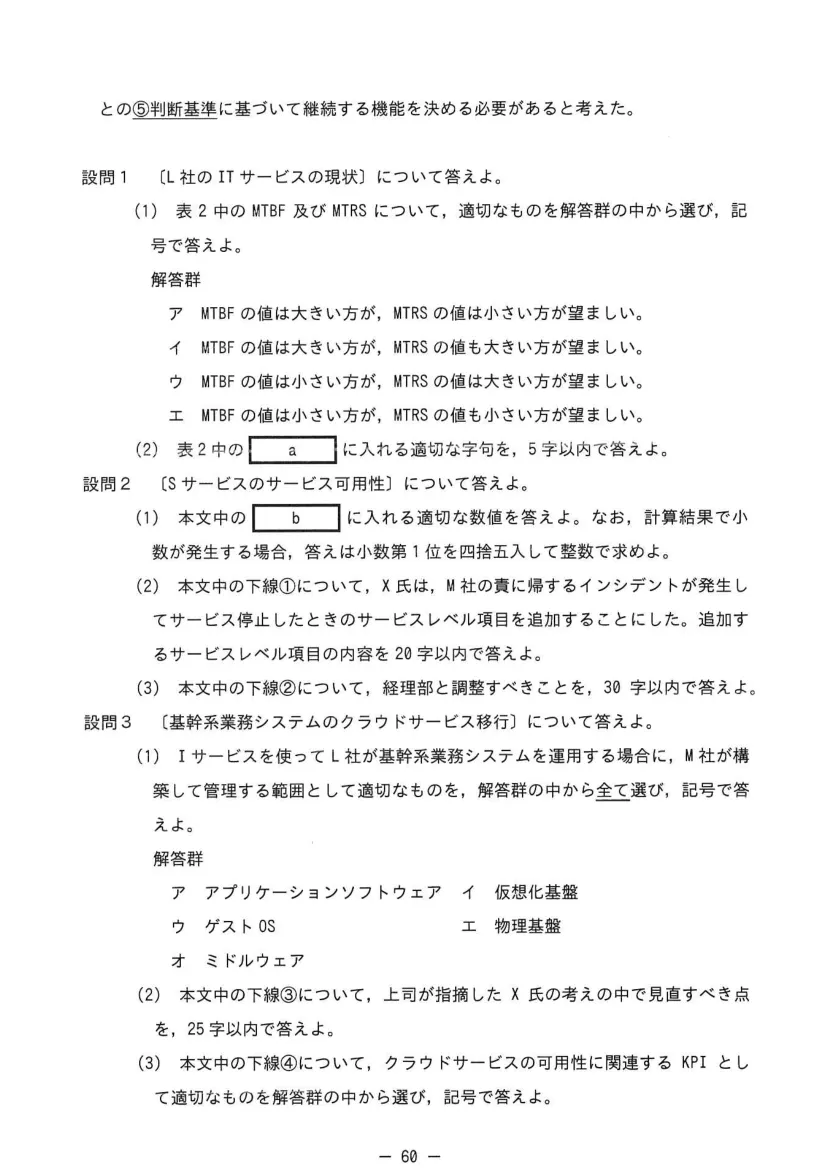 との⑤判断基準に基づいて継続する機能を決める必要があると考えた。
設問1 〔L社のITサービスの現状〕について答えよ。
(1) 表2中のMTBF及びMTRSについて，適切なものを解答群の中から選び，記
号で答えよ。
解答群
ア MTBFの値は大きい方が，MTRSの値は小さい方が望ましい。
イ MTBFの値は大きい方が，MTRSの値も大きい方が望ましい。
ウ MTBFの値は小さい方が，MTRSの値は大きい方が望ましい。
エ MTBFの値は小さい方が，MTRSの値も小さい方が望ましい。
(2) 表2中の a に入れる適切な字句を，5字以内で答えよ。
設問2 〔Sサービスのサービス可用性〕について答えよ。
(1) 本文中の b に入れる適切な数値を答えよ。なお，計算結果で小
数が発生する場合，答えは小数第1位を四捨五入して整数で求めよ。
(2) 本文中の下線①について，X氏は，M社の責に帰するインシデントが発生し
てサービス停止したときのサービスレベル項目を追加することにした。追加す
るサービスレベル項目の内容を20字以内で答えよ。
(3) 本文中の下線②について，経理部と調整すべきことを，30字以内で答えよ。
設問3 〔基幹系業務システムのクラウドサービス移行〕について答えよ。
(1) Iサービスを使ってL社が基幹系業務システムを運用する場合に，M社が構
築して管理する範囲として適切なものを，解答群の中から全て選び，記号で答
えよ。
解答群
ア アプリケーションソフトウェア イ 仮想化基盤
ウ ゲストOS エ 物理基盤
オ ミドルウェア
(2) 本文中の下線③について，上司が指摘したX氏の考えの中で見直すべき点
を，25字以内で答えよ。
(3) 本文中の下線④について，クラウドサービスの可用性に関連するKPIとし
て適切なものを解答群の中から選び，記号で答えよ。
— 60 —